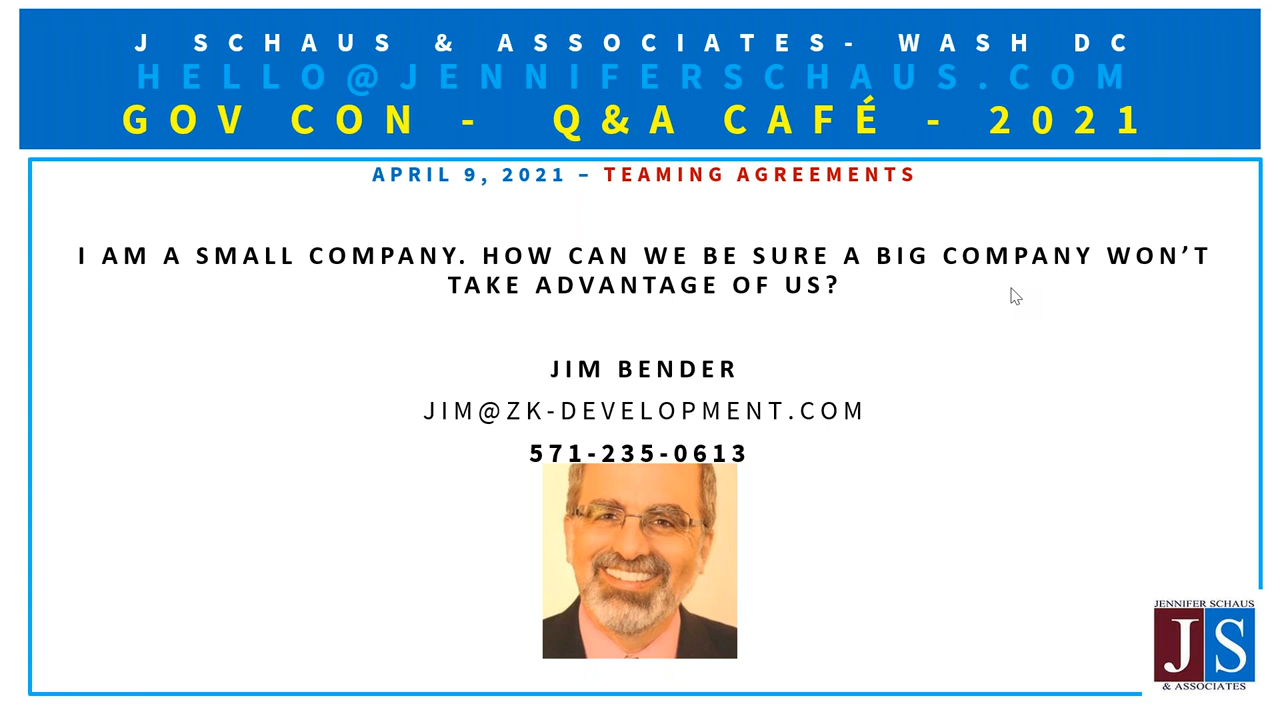 J SCHAUS & ASSOCIATES- WASH DC
HELLO@JENNIFERSCHAUS.COM
GOV CON - Q&A CAFÉ - 2021
APRIL 9, 2021 – TEAMING AGREEMENTS
I AM A SMALL COMPANY. HOW CAN WE BE SURE A BIG COMPANY WON’T
TAKE ADVANTAGE OF US?
JIM BENDER
JIM@ZK-DEVELOPMENT.COM
571-235-0613
JENNIFER SCHAUS
JS
& ASSOCIATES